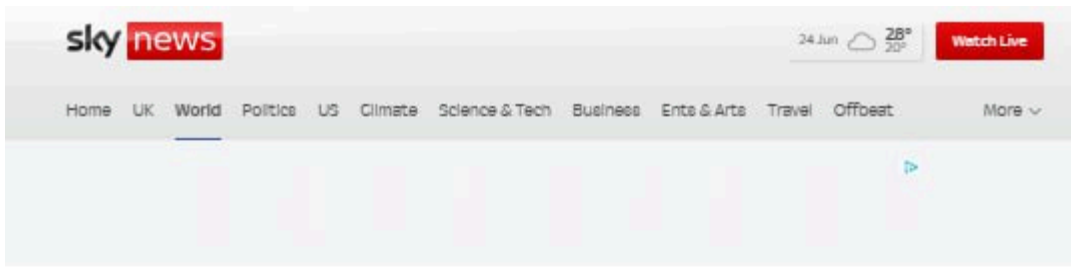 sky news
24 Jun 28° 20° Watch Live
Home UK World Politics US Climate Science & Tech Business Ents & Arts Travel Offbeat More